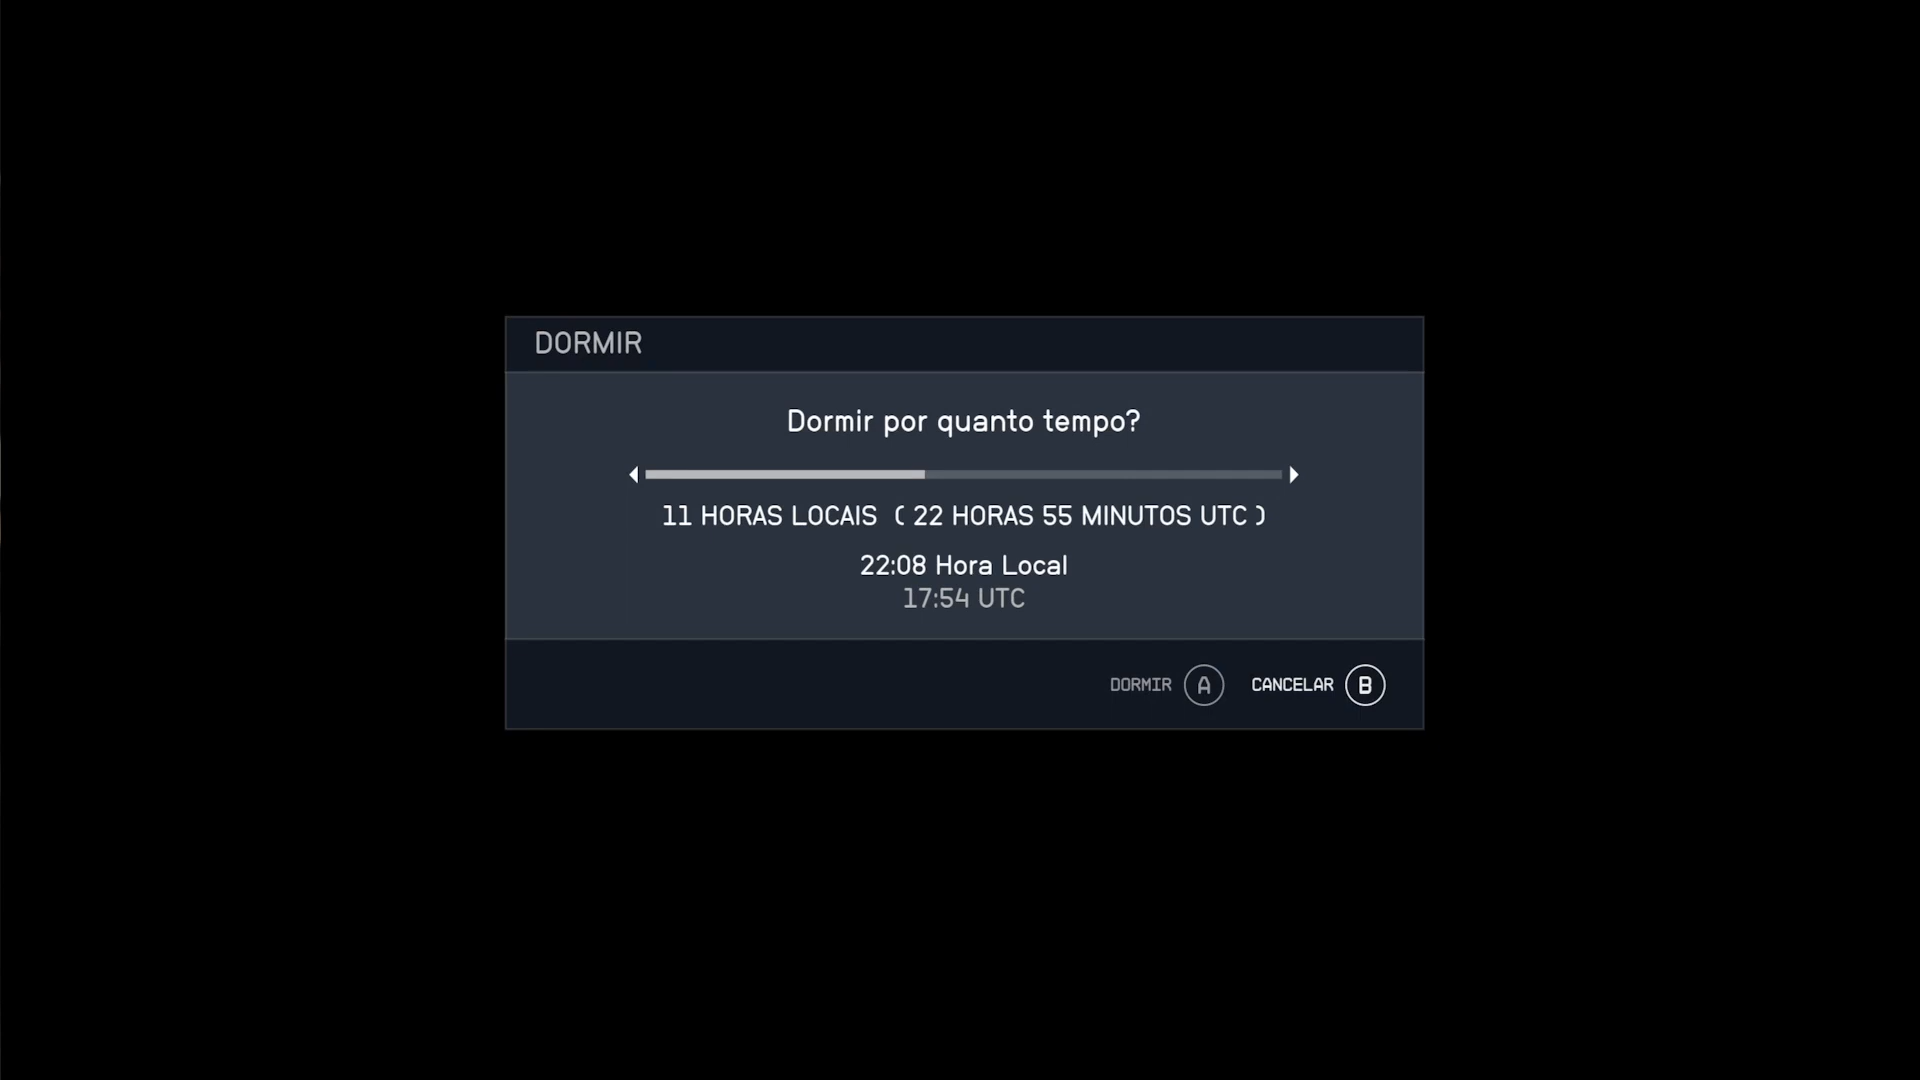 DORMIR
Dormir por quanto tempo?
11 HORAS LOCAIS ( 22 HORAS 55 MINUTOS UTC )
22:08 Hora Local
17:54 UTC
DORMIR A CANCELAR B